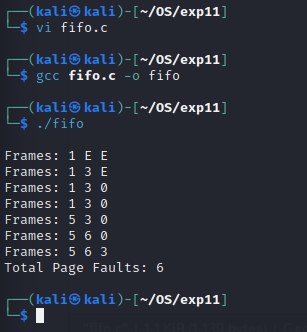 ┌──(kali㉿kali)-[~/OS/exp11]
└─$ vi fifo.c
┌──(kali㉿kali)-[~/OS/exp11]
└─$ gcc fifo.c -o fifo
┌──(kali㉿kali)-[~/OS/exp11]
└─$ ./fifo
Frames: 1 E E
Frames: 1 3 E
Frames: 1 3 0
Frames: 1 3 0
Frames: 5 3 0
Frames: 5 6 0
Frames: 5 6 3
Total Page Faults: 6
┌──(kali㉿kali)-[~/OS/exp11]
└─$